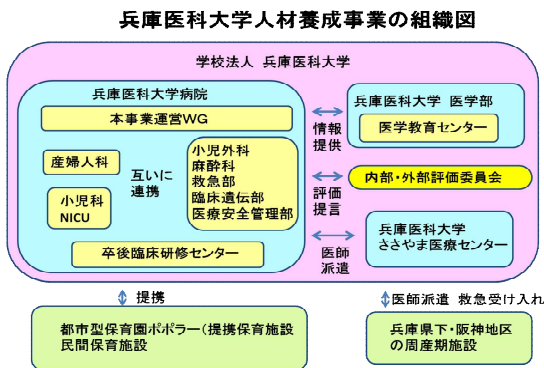 兵庫医科大学人材養成事業の組織図
学校法人 兵庫医科大学
兵庫医科大学病院
本事業運営WG
産婦人科
小児科
NICU
互いに
連携
小児外科
麻酔科
救急部
臨床遺伝部
医療安全管理部
卒後臨床研修センター
情報
提供
兵庫医科大学 医学部
医学教育センター
評価
提言
内部・外部評価委員会
医師
派遣
兵庫医科大学
ささやま医療センター
提携
都市型保育園ポポラー(提携保育施設
民間保育施設
医師派遣 救急受け入れ
兵庫県下・阪神地区
の周産期施設